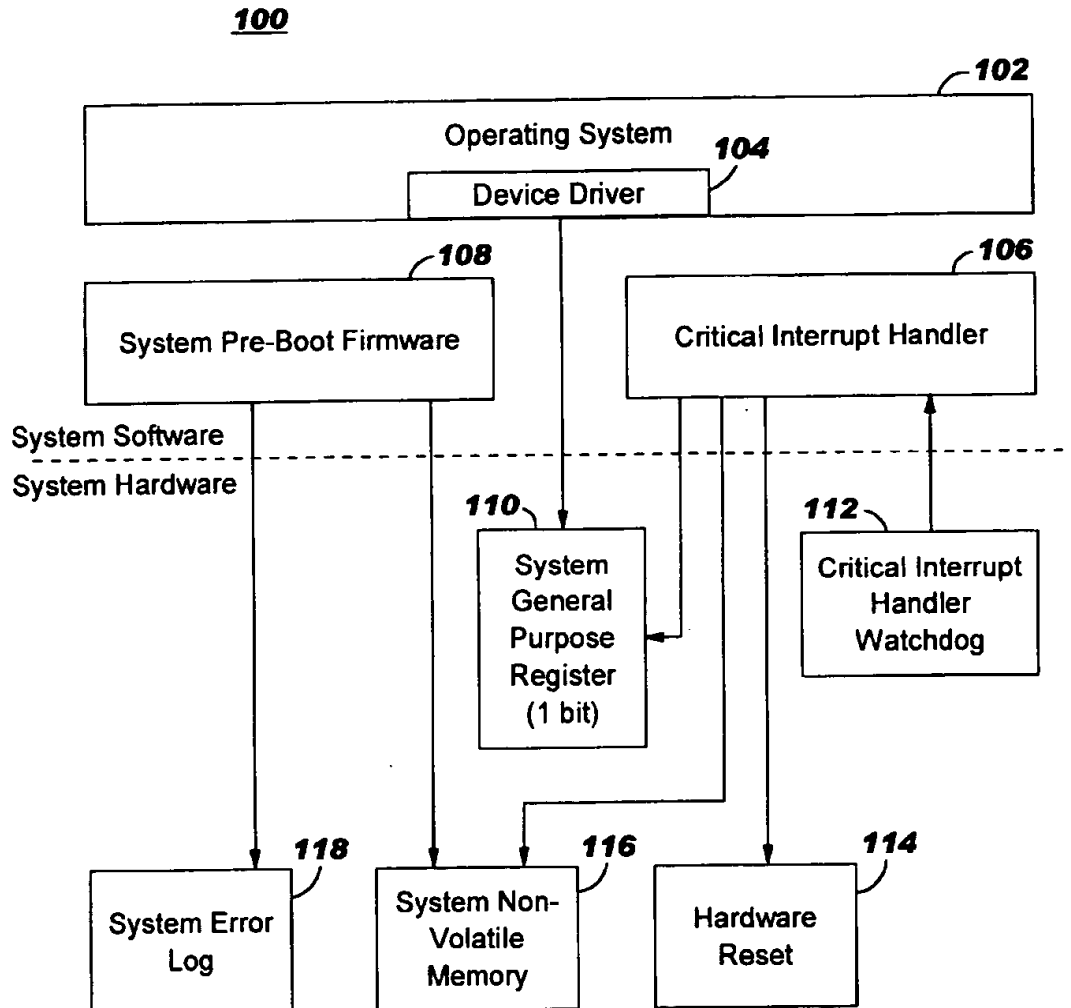 100
102
Operating System
104
Device Driver
108
106
System Pre-Boot Firmware
Critical Interrupt Handler
System Software
System Hardware
110
112
System
General
Purpose
Register
(1 bit)
Critical Interrupt
Handler
Watchdog
118
116
114
System Error
Log
System Non-
Volatile
Memory
Hardware
Reset